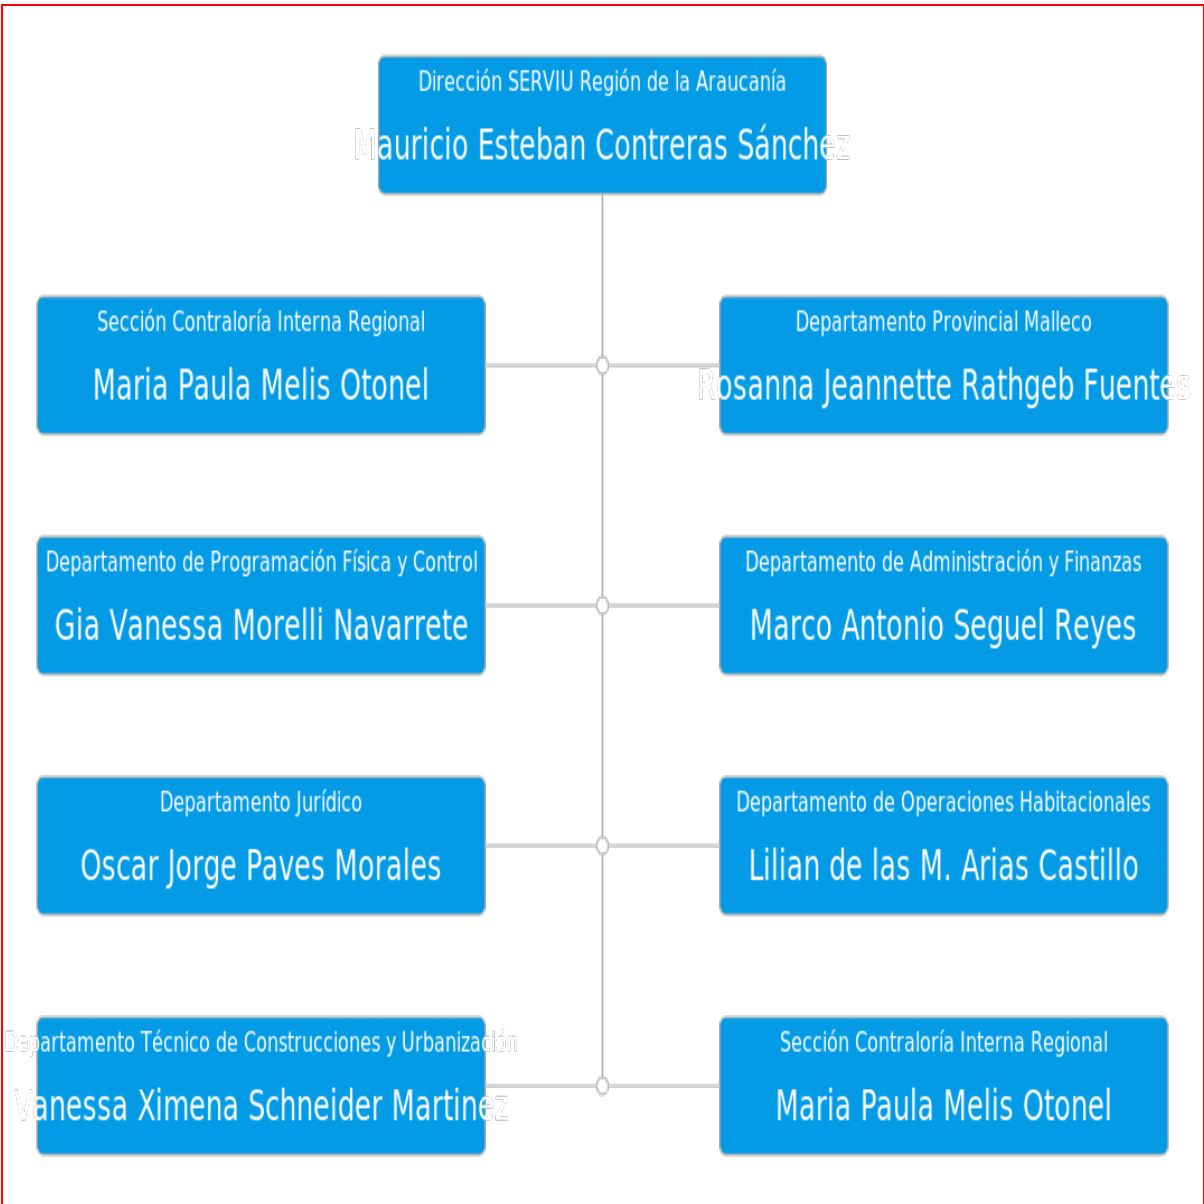 Dirección SERVIU Región de la Araucanía
Mauricio Esteban Contreras Sánchez
Sección Contraloría Interna Regional
Maria Paula Melis Otonel
Departamento Provincial Malleco
Rosanna Jeannette Rathgeb Fuentes
Departamento de Programación Física y Control
Gia Vanessa Morelli Navarrete
Departamento de Administración y Finanzas
Marco Antonio Seguel Reyes
Departamento Jurídico
Oscar Jorge Paves Morales
Departamento de Operaciones Habitacionales
Lilian de las M. Arias Castillo
Departamento Técnico de Construcciones y Urbanización
Vanessa Ximena Schneider Martinez
Sección Contraloría Interna Regional
Maria Paula Melis Otonel